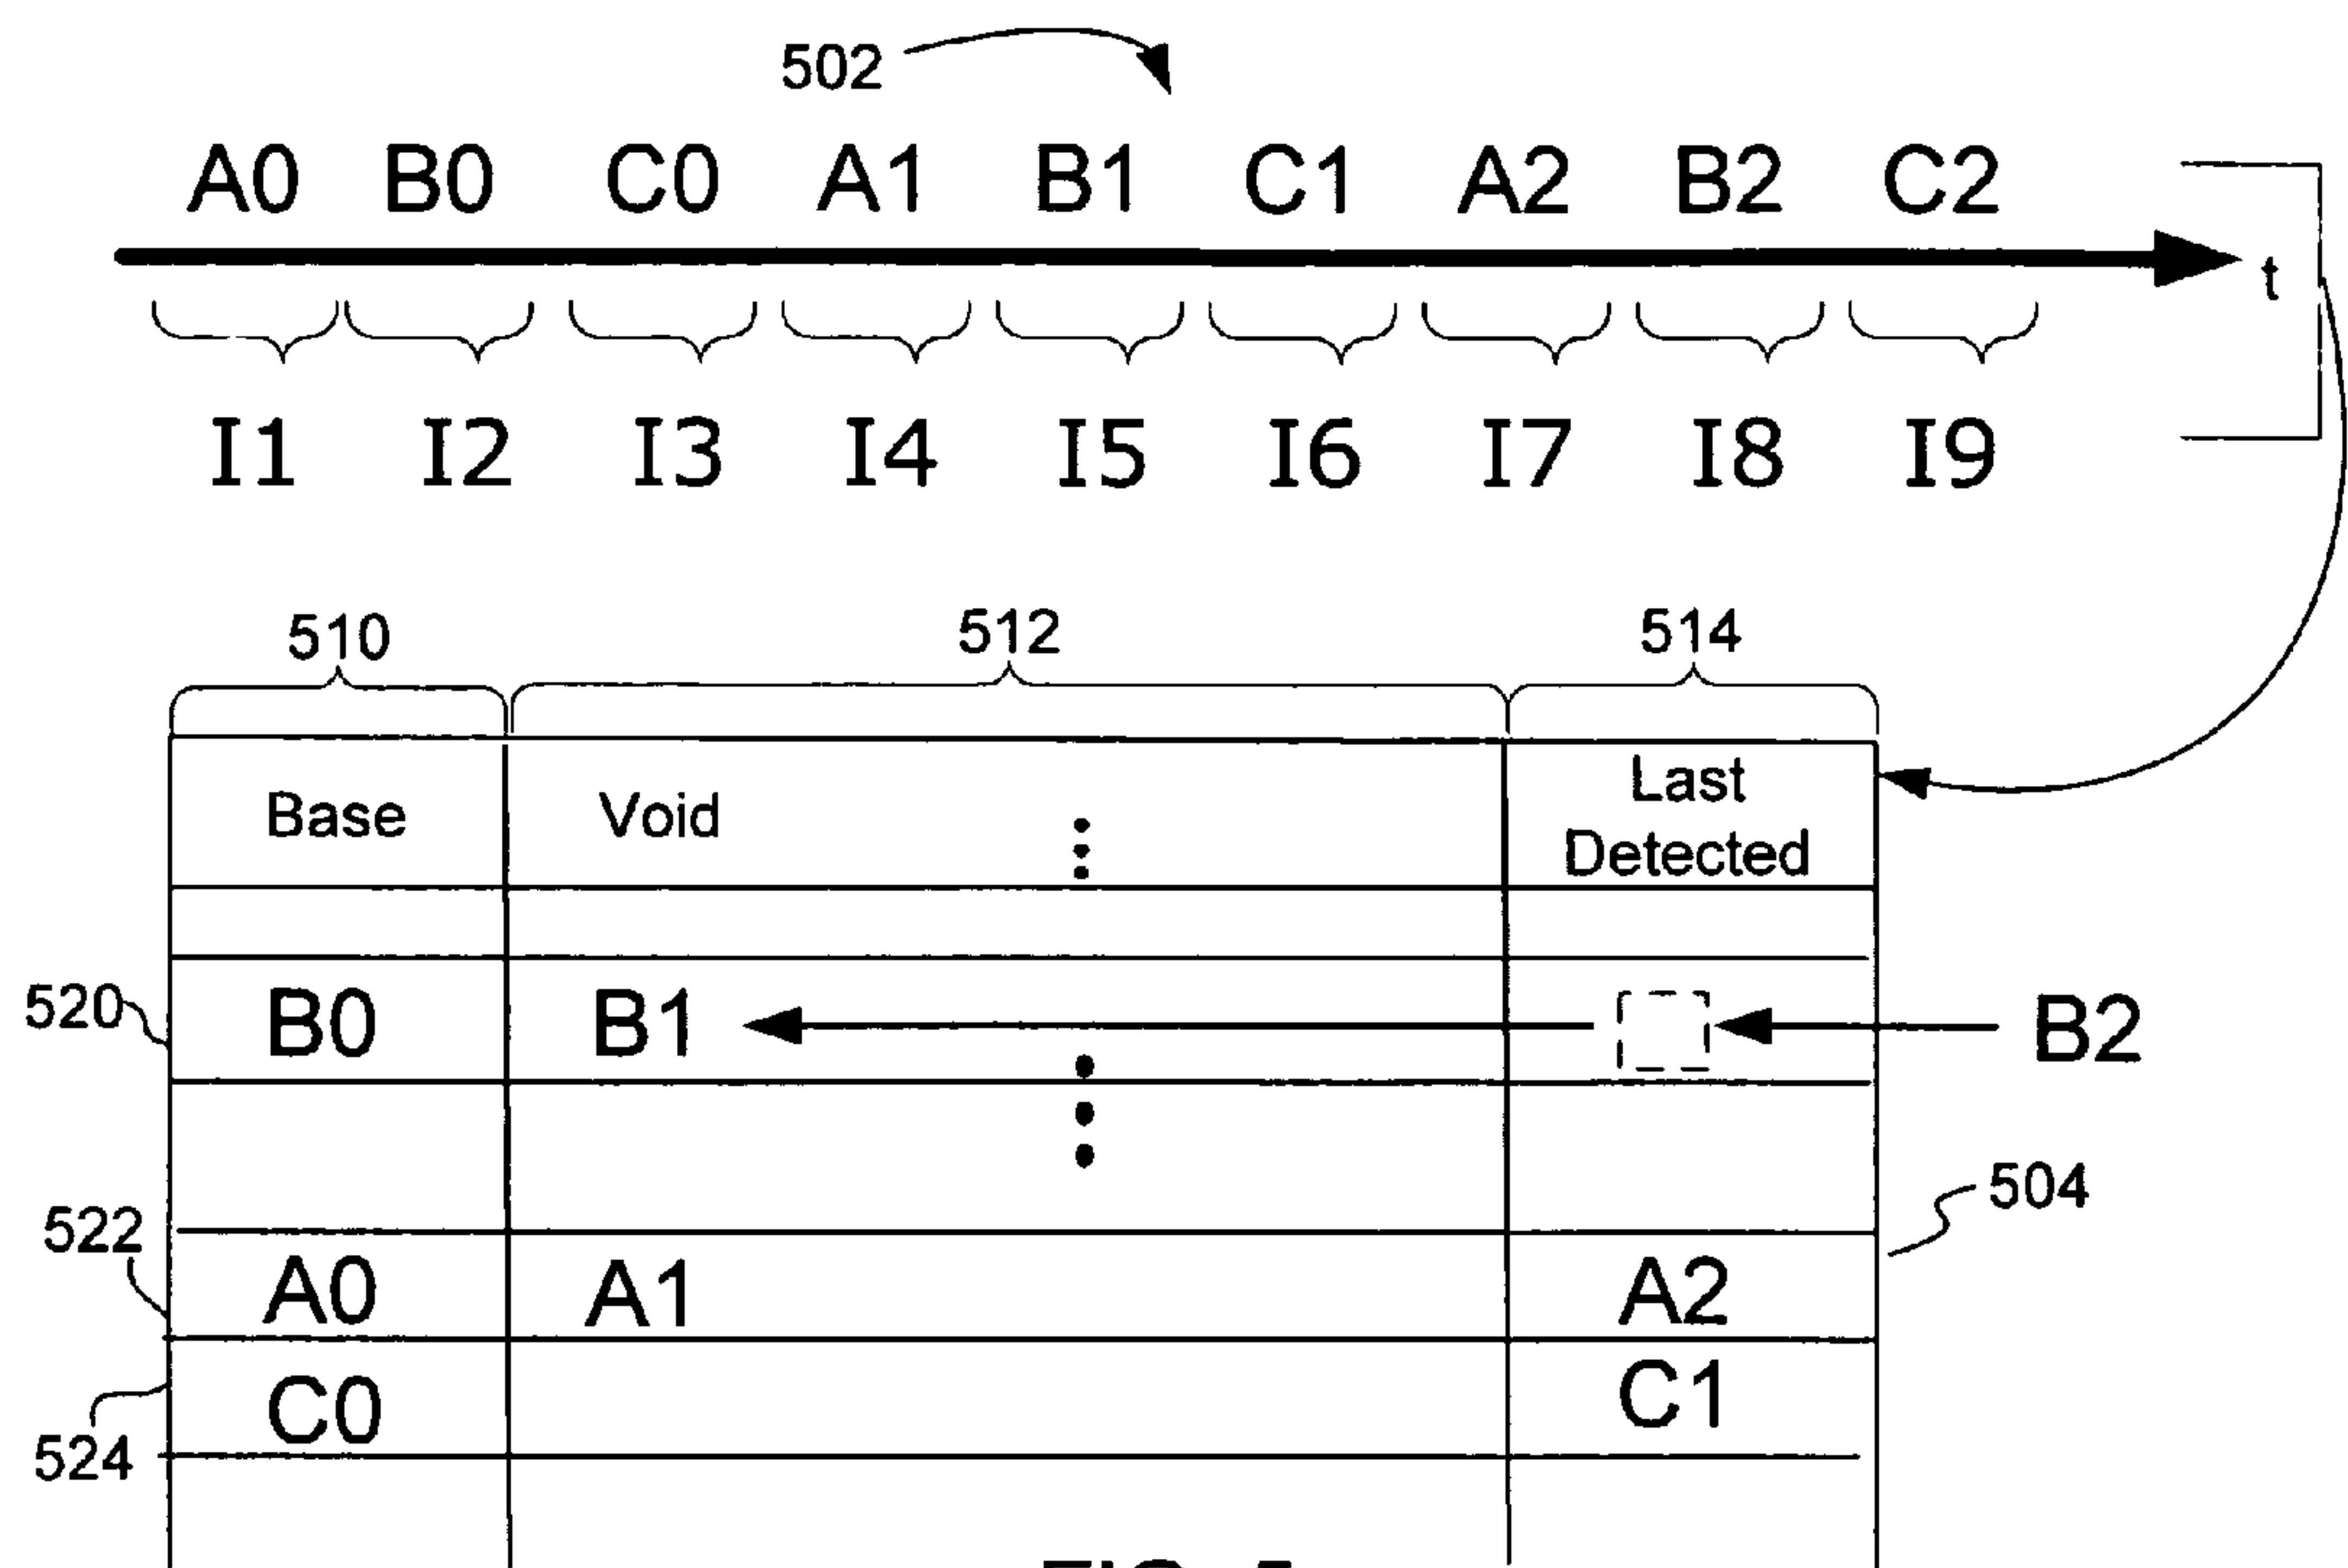 502
A0 B0 C0 A1 B1 C1 A2 B2 C2
t
I1 I2 I3 I4 I5 I6 I7 I8 I9
510 512 514
Base Void Last
Detected
520 B0 B1 B2
504
522 A0 A1 A2
C0 C1
524